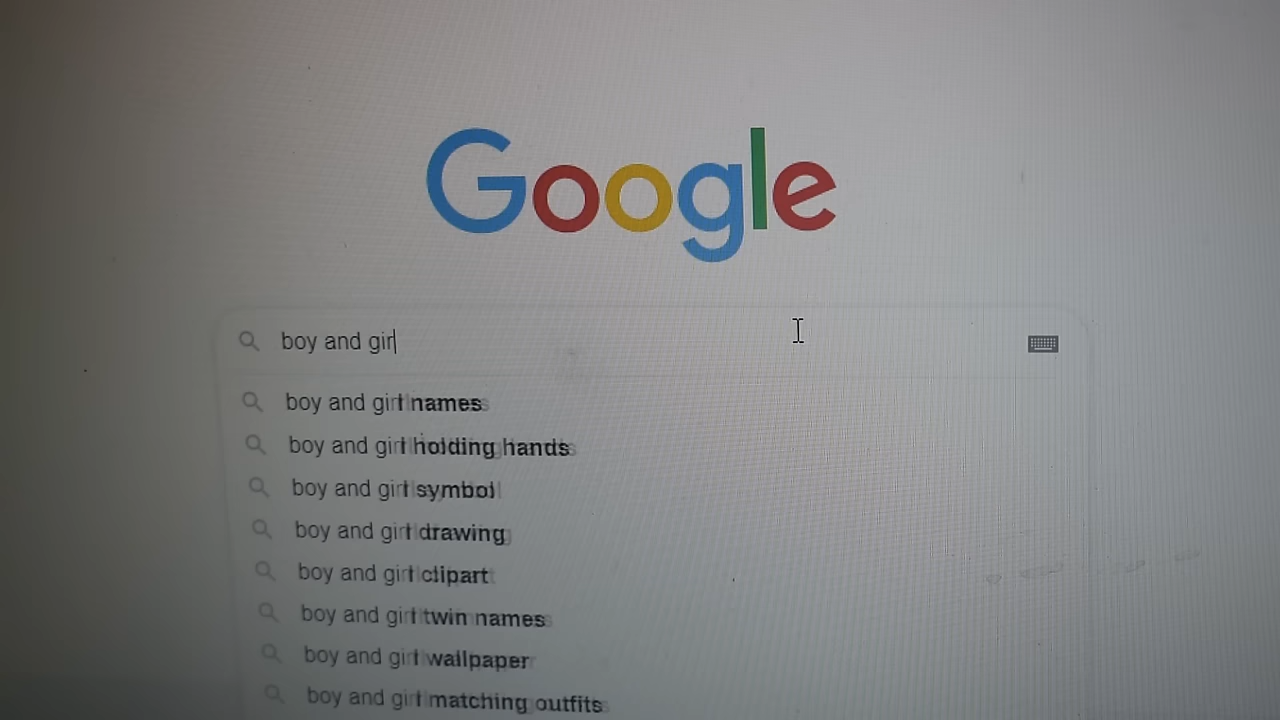 Google
boy and gir
boy and girl names
boy and girl holding hands
boy and girl symbol
boy and girl drawing
boy and girl clipart
boy and girl twin names
boy and girl wallpaper
boy and girl matching outfits